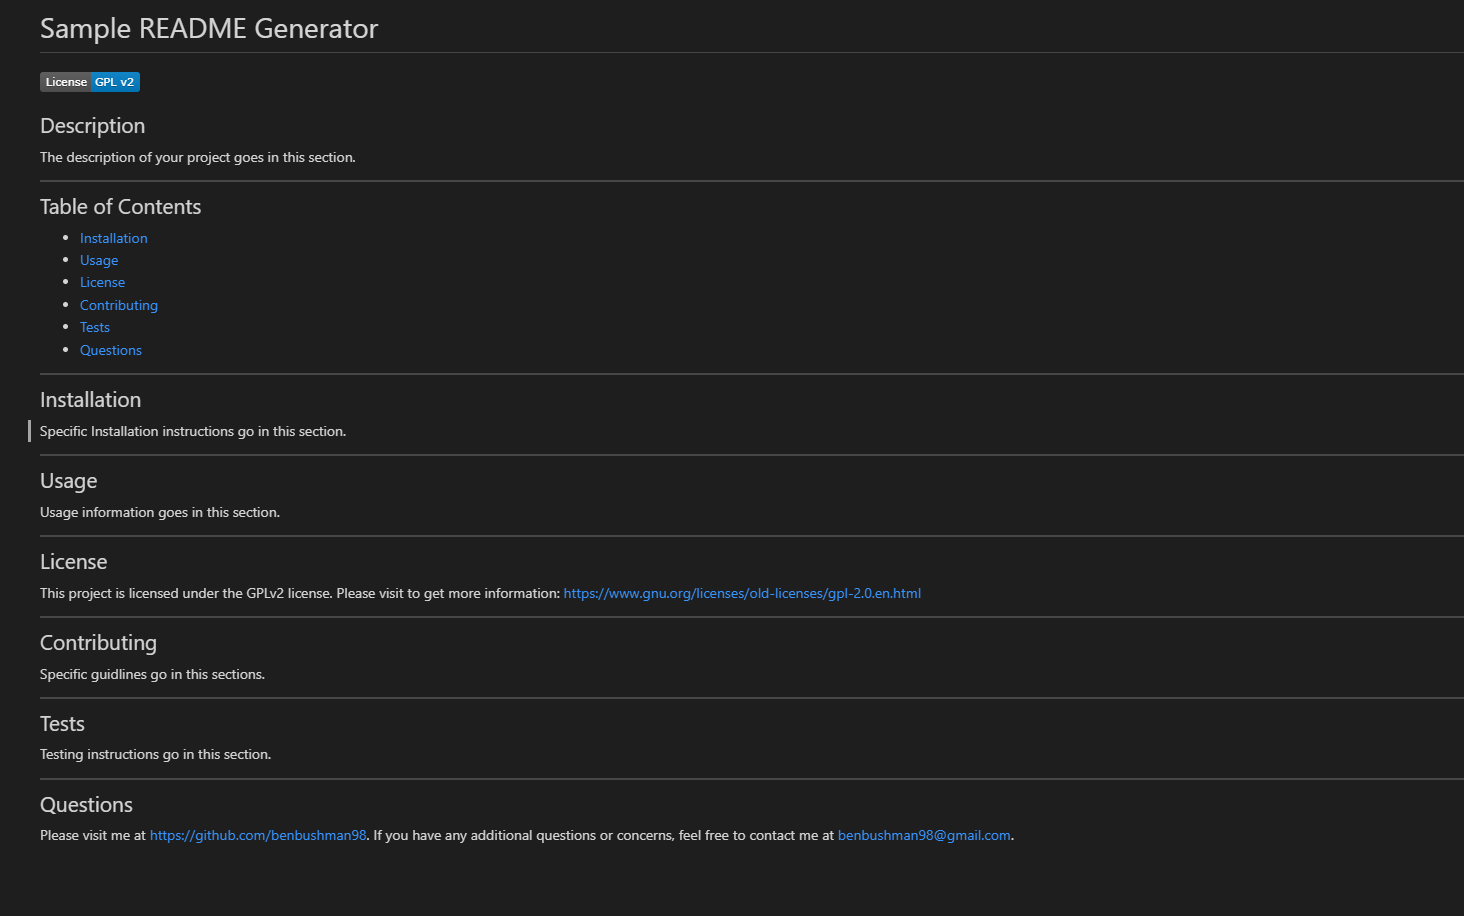 Sample README Generator
License GPL v2
Description
The description of your project goes in this section.
Table of Contents
Installation
Usage
License
Contributing
Tests
Questions
Installation
Specific Installation instructions go in this section.
Usage
Usage information goes in this section.
License
This project is licensed under the GPLv2 license. Please visit to get more information: https://www.gnu.org/licenses/old-licenses/gpl-2.0.en.html
Contributing
Specific guidlines go in this sections.
Tests
Testing instructions go in this section.
Questions
Please visit me at https://github.com/benbushman98. If you have any additional questions or concerns, feel free to contact me at benbushman98@gmail.com.